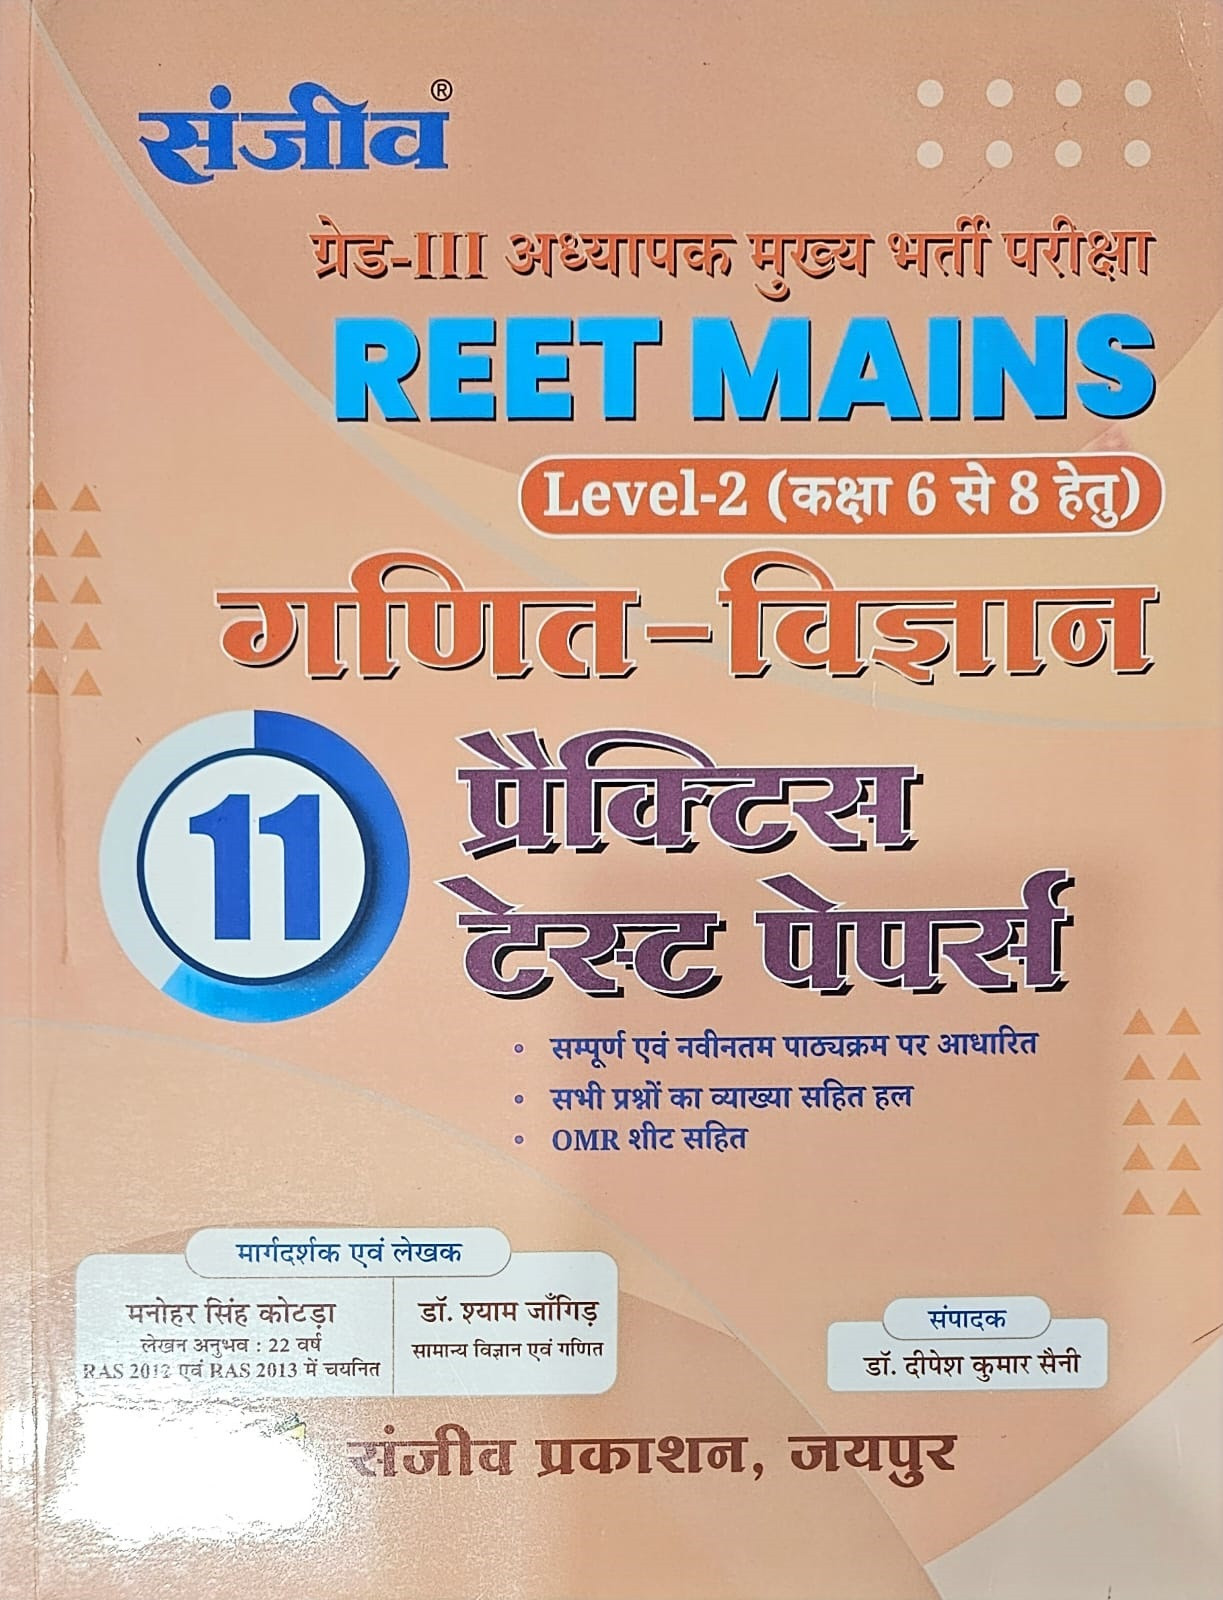 संजीव®
ग्रेड-III अध्यापक मुख्य भर्ती परीक्षा
REET MAINS
Level-2 (कक्षा 6 से 8 हेतु)
गणित-विज्ञान
11
प्रैक्टिस
टेस्ट पेपर्स
• सम्पूर्ण एवं नवीनतम पाठ्यक्रम पर आधारित
• सभी प्रश्नों का व्याख्या सहित हल
• OMR शीट सहित
मार्गदर्शक एवं लेखक
मनोहर सिंह कोटड़ा
लेखन अनुभव : 22 वर्ष
RAS 2012 एवं RAS 2013 में चयनित
डॉ. श्याम जाँगिड़
सामान्य विज्ञान एवं गणित
संपादक
डॉ. दीपेश कुमार सैनी
संजीव प्रकाशन, जयपुर